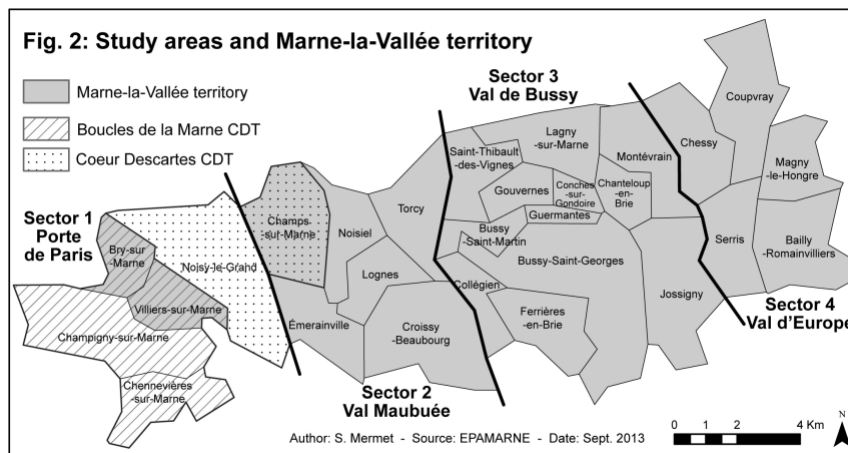 Fig. 2: Study areas and Marne-la-Vallée territory
Marne-la-Vallée territory
Boucles de la Marne CDT
Coeur Descartes CDT
Sector 1
Porte
de Paris
Bry-sur
-Marne
Villiers-sur-Marne
Champigny-sur-Marne
Chennevières
-sur-Marne
Noisy-le-Grand
Champs
-sur-Marne
Noisiel
Torcy
Lognes
Émerainville
Croissy
-Beaubourg
Sector 2
Val Maubuée
Sector 3
Val de Bussy
Saint-Thibault
-des-Vignes
Lagny
-sur-Marne
Gouvernes
Conches
-sur-
Gondoire
Chanteloup
-en-
Brie
Montévrain
Guermantes
Bussy
-Saint-Martin
Bussy-Saint-Georges
Collégien
Ferrières
-en-Brie
Jossigny
Chessy
Coupvray
Magny
-le-Hongre
Serris
Bailly
-Romainvilliers
Sector 4
Val d'Europe
Author: S. Mermet - Source: EPAMARNE - Date: Sept. 2013
0 1 2 4 Km
N